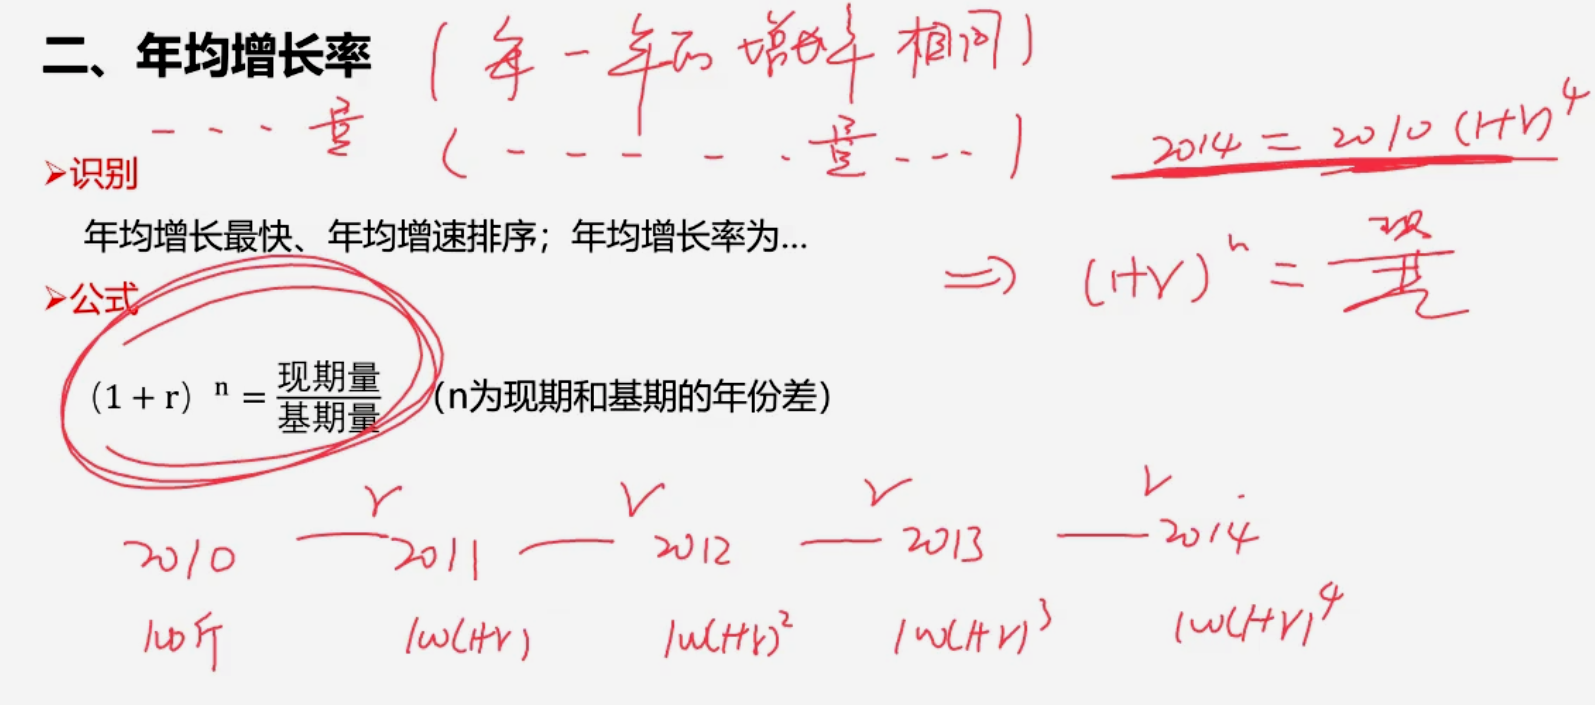 二、年均增长率 (每一年的增长率相同)
- - - 量 (- - - - - 量 - - -)
2014 = 2010 (1+r)^4
➤识别
年均增长最快、年均增速排序；年均增长率为...
⇒ (1+r)^n = 现/基
➤公式
(1 + r)^n = 现期量/基期量 (n为现期和基期的年份差)
r r r r
2010 — 2011 — 2012 — 2013 — 2014
100斤 100(1+r) 100(1+r)^2 100(1+r)^3 100(1+r)^4